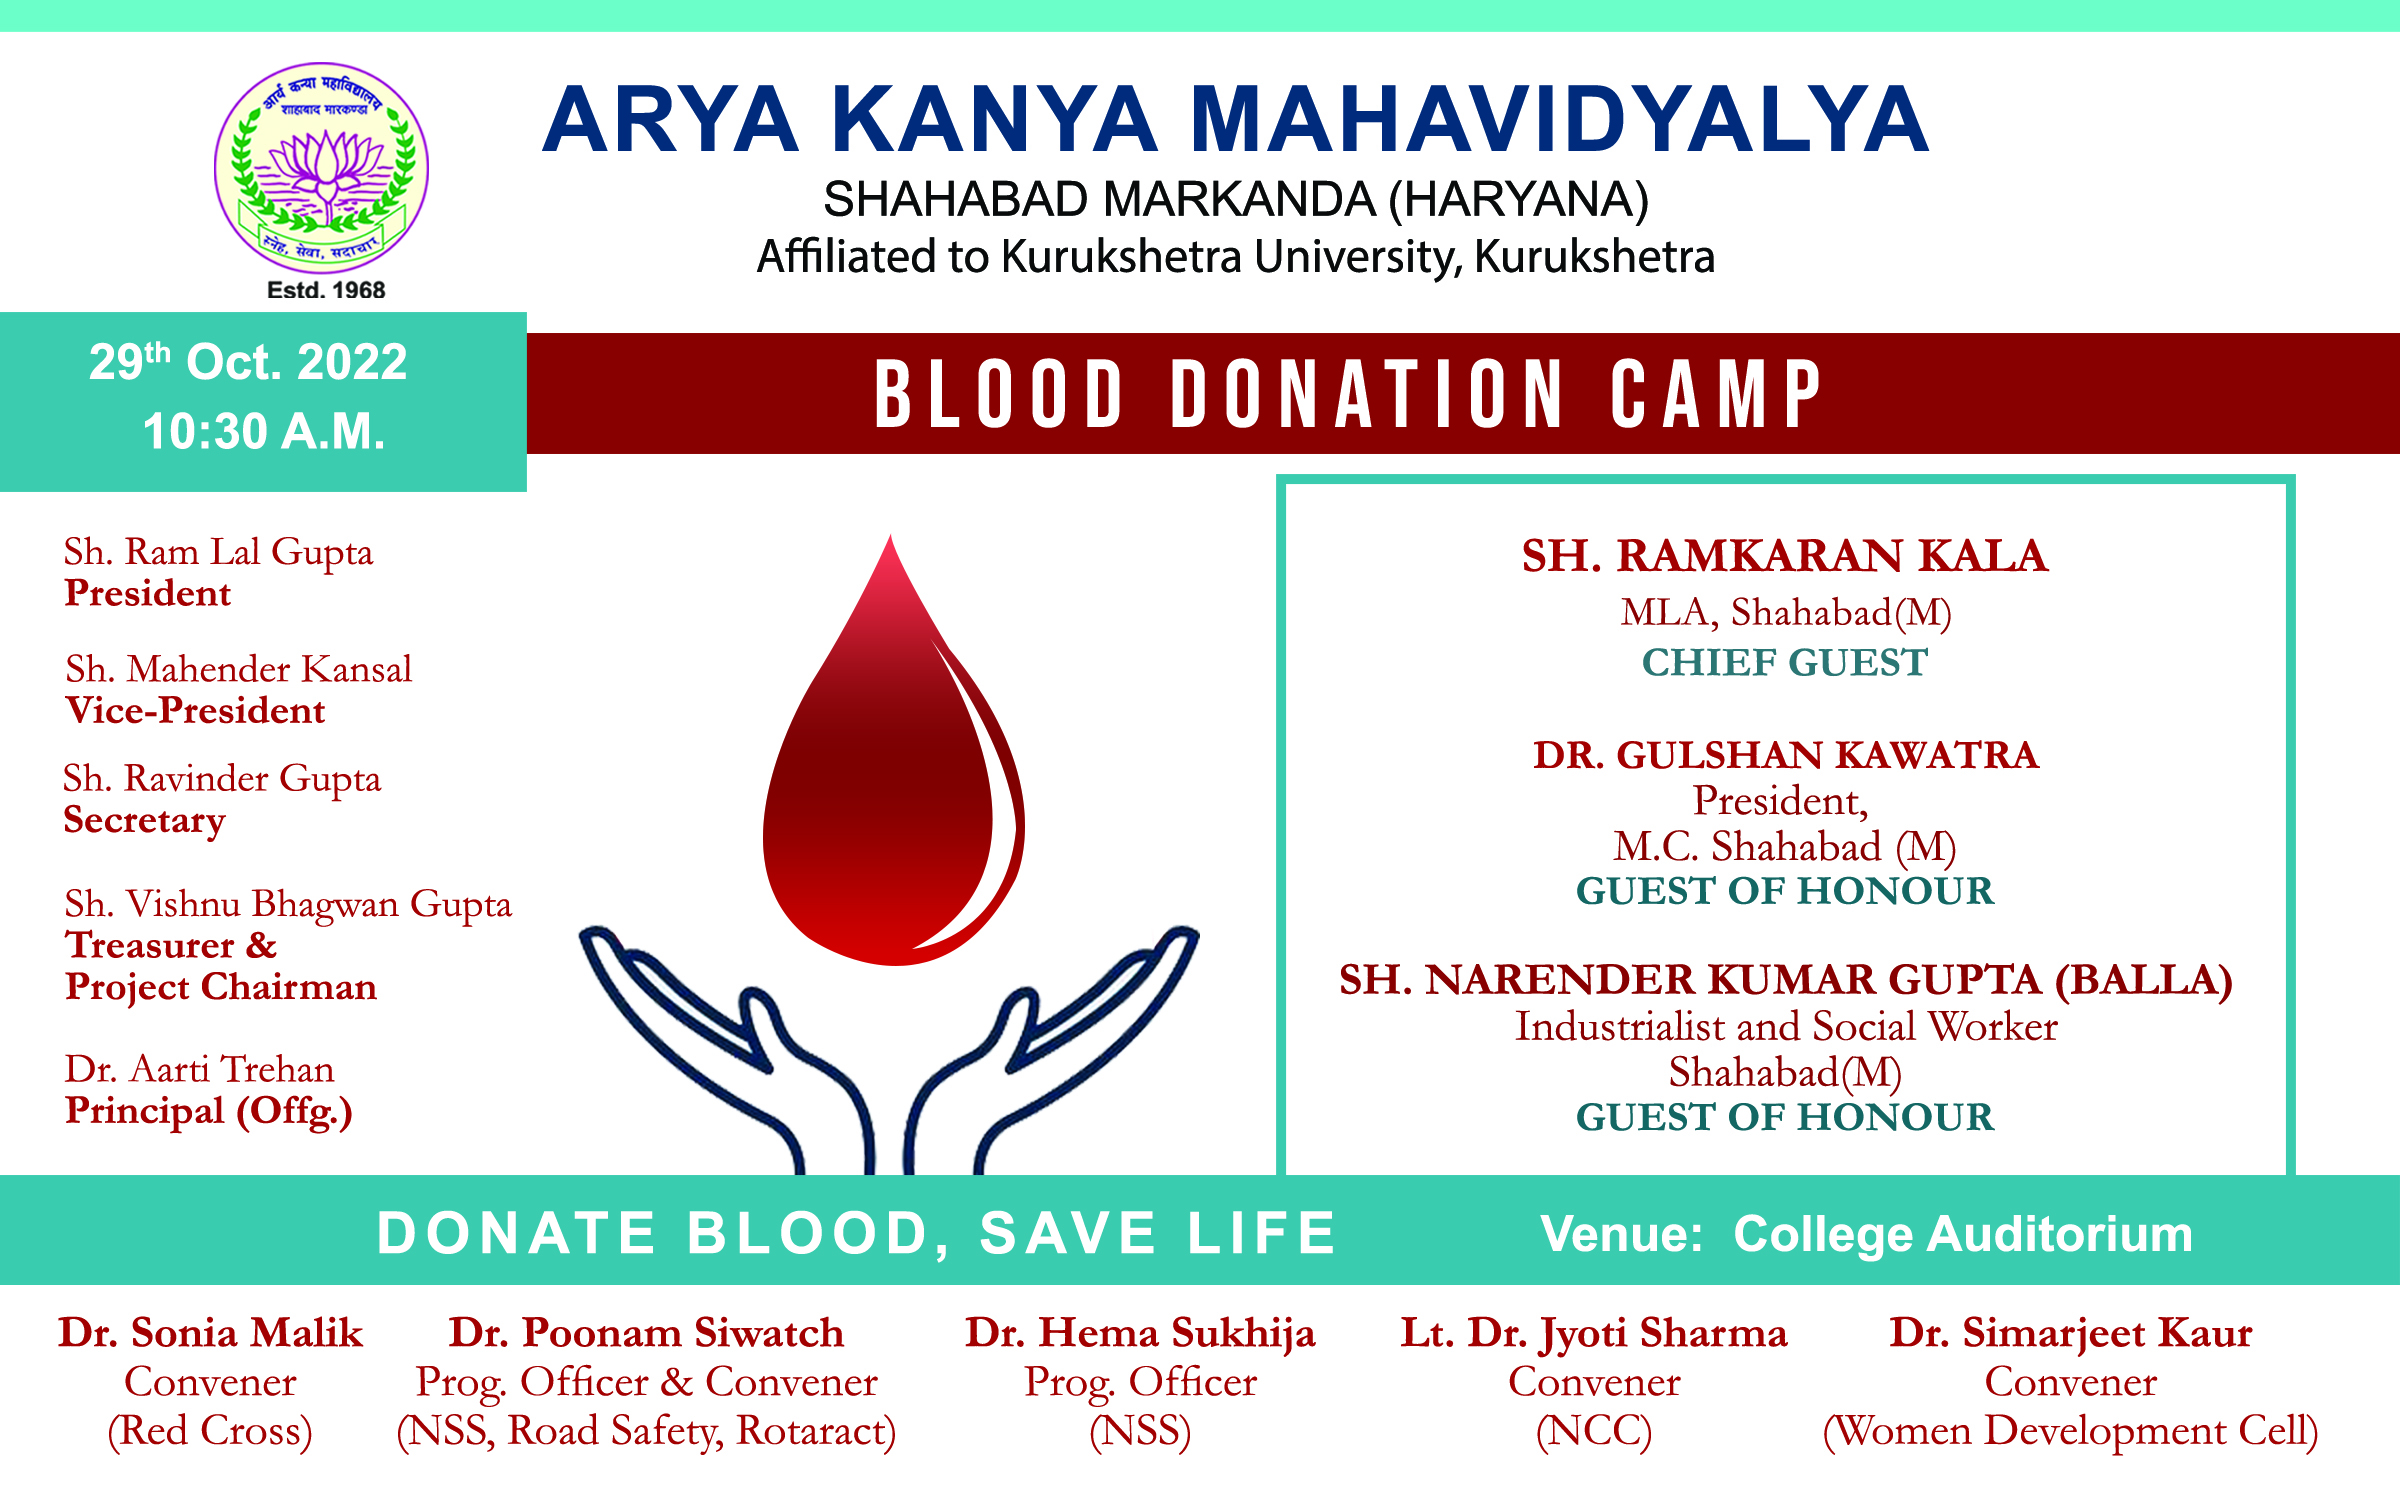 आर्य कन्या महाविद्यालय
शाहाबाद मारकण्डा
स्नेह, सेवा, सदाचार
Estd. 1968
ARYA KANYA MAHAVIDYALYA
SHAHABAD MARKANDA (HARYANA)
Affiliated to Kurukshetra University, Kurukshetra
29th Oct. 2022
10:30 A.M.
BLOOD DONATION CAMP
Sh. Ram Lal Gupta
President
Sh. Mahender Kansal
Vice-President
Sh. Ravinder Gupta
Secretary
Sh. Vishnu Bhagwan Gupta
Treasurer &
Project Chairman
Dr. Aarti Trehan
Principal (Offg.)
SH. RAMKARAN KALA
MLA, Shahabad(M)
CHIEF GUEST
DR. GULSHAN KAWATRA
President,
M.C. Shahabad (M)
GUEST OF HONOUR
SH. NARENDER KUMAR GUPTA (BALLA)
Industrialist and Social Worker
Shahabad(M)
GUEST OF HONOUR
DONATE BLOOD, SAVE LIFE
Venue: College Auditorium
Dr. Sonia Malik
Convener
(Red Cross)
Dr. Poonam Siwatch
Prog. Officer & Convener
(NSS, Road Safety, Rotaract)
Dr. Hema Sukhija
Prog. Officer
(NSS)
Lt. Dr. Jyoti Sharma
Convener
(NCC)
Dr. Simarjeet Kaur
Convener
(Women Development Cell)